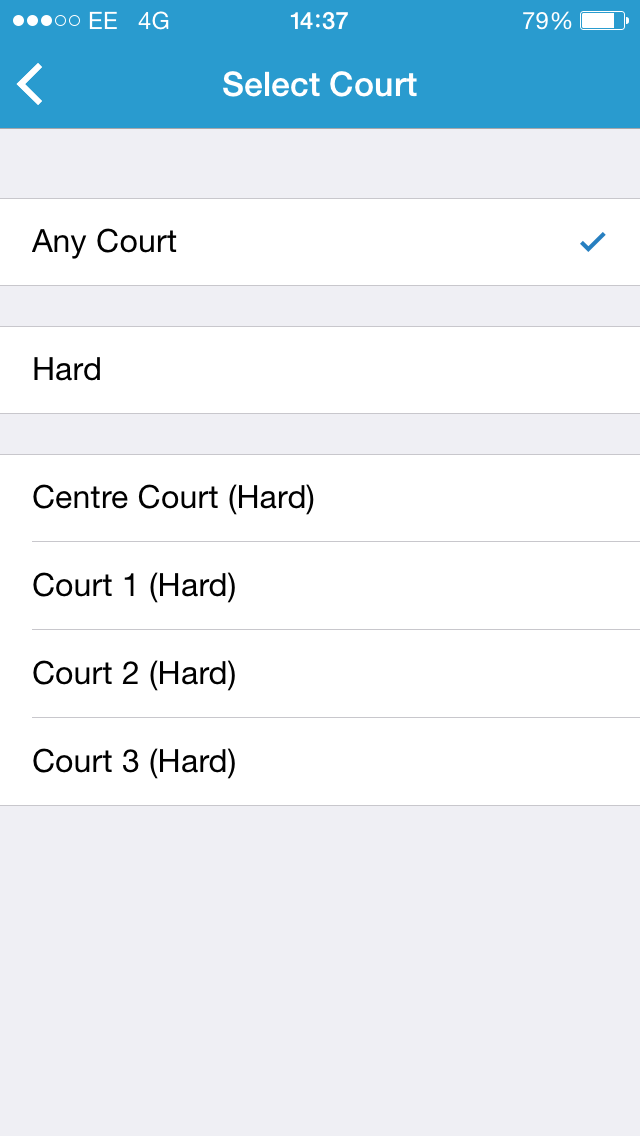 EE 4G 14:37 79%
Select Court
Any Court
Hard
Centre Court (Hard)
Court 1 (Hard)
Court 2 (Hard)
Court 3 (Hard)